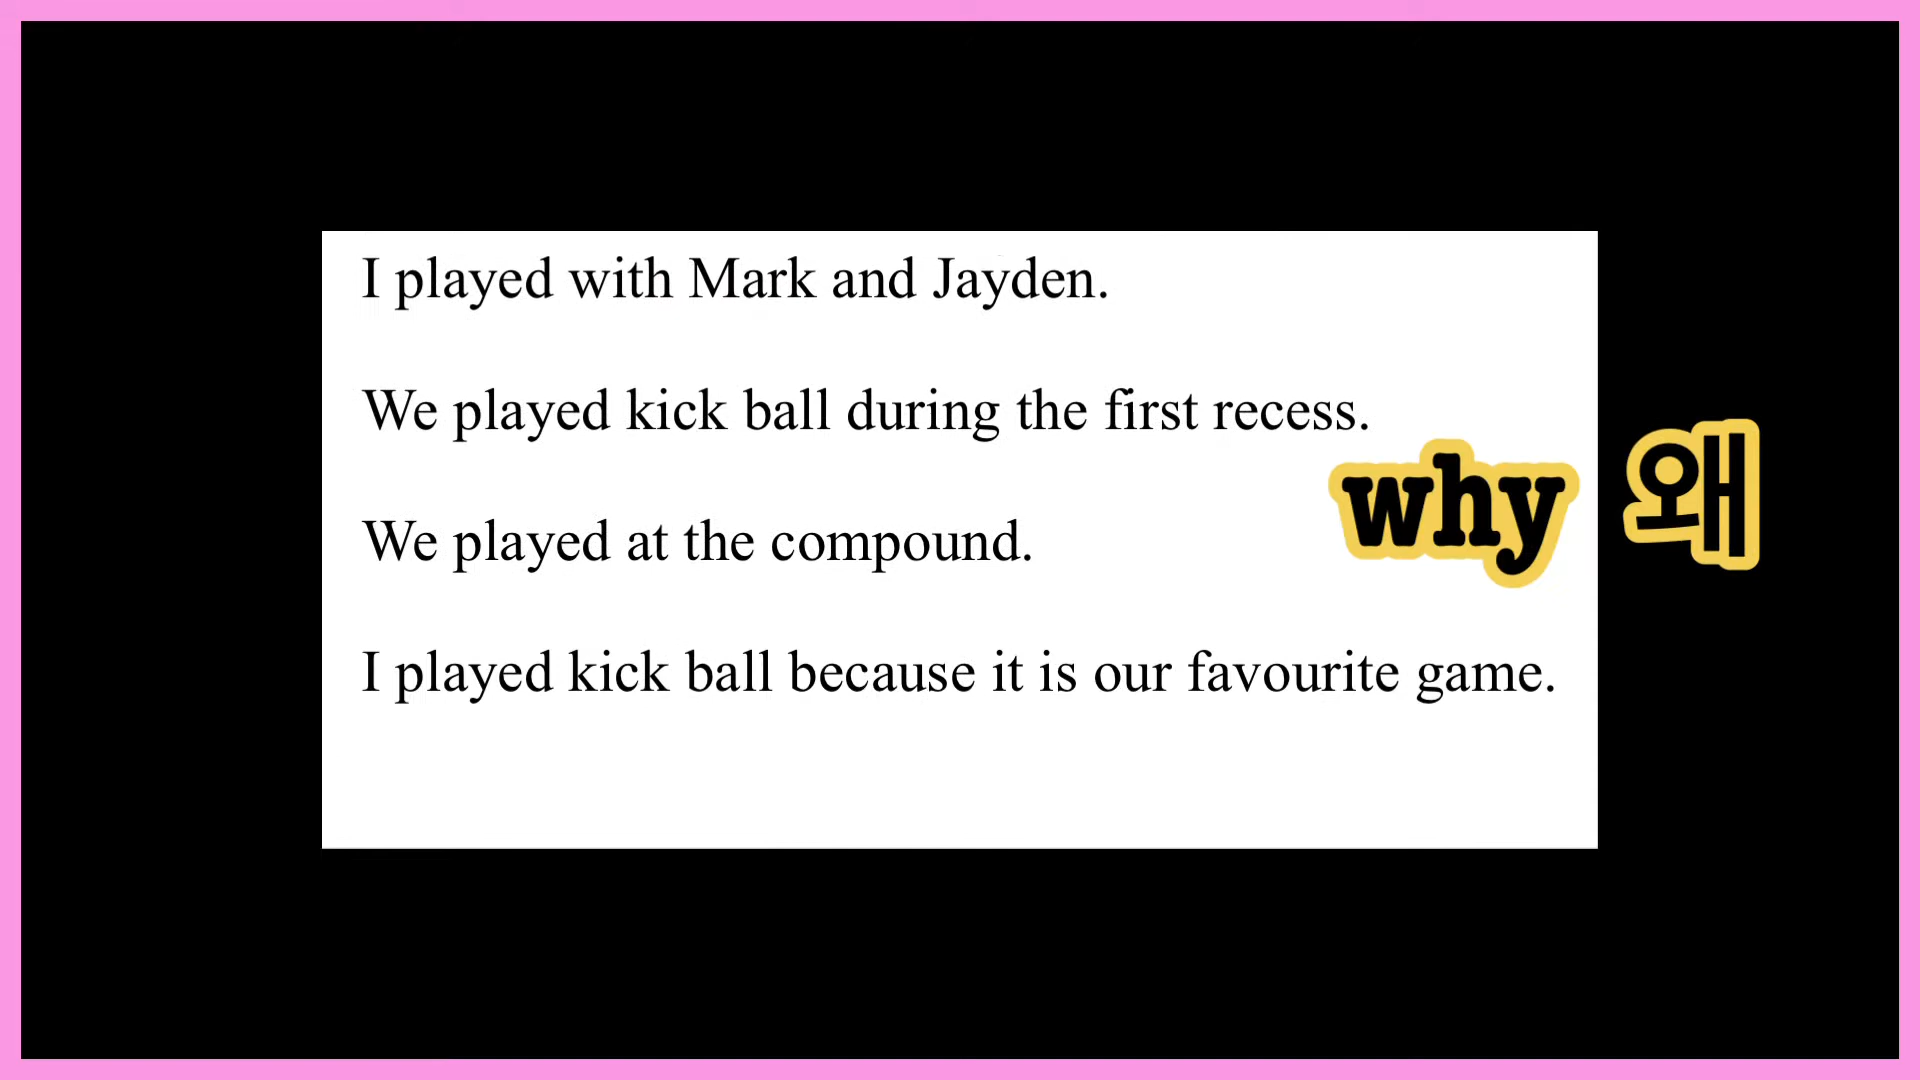 I played with Mark and Jayden.
We played kick ball during the first recess.
why 왜
We played at the compound.
I played kick ball because it is our favourite game.